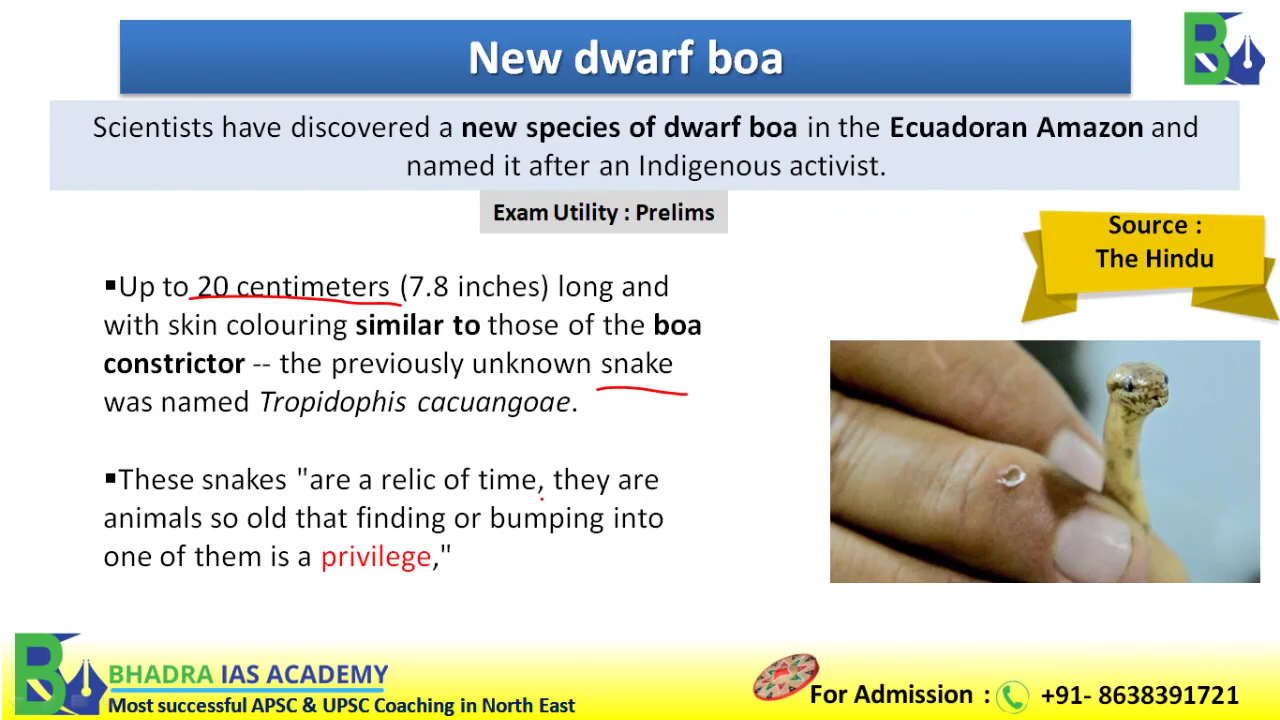 New dwarf boa
Scientists have discovered a new species of dwarf boa in the Ecuadoran Amazon and
named it after an Indigenous activist.
Exam Utility : Prelims
Source :
The Hindu
▪Up to 20 centimeters (7.8 inches) long and
with skin colouring similar to those of the boa
constrictor -- the previously unknown snake
was named Tropidophis cacuangoae.
▪These snakes "are a relic of time, they are
animals so old that finding or bumping into
one of them is a privilege,"
BHADRA IAS ACADEMY
Most successful APSC & UPSC Coaching in North East
For Admission : +91- 8638391721